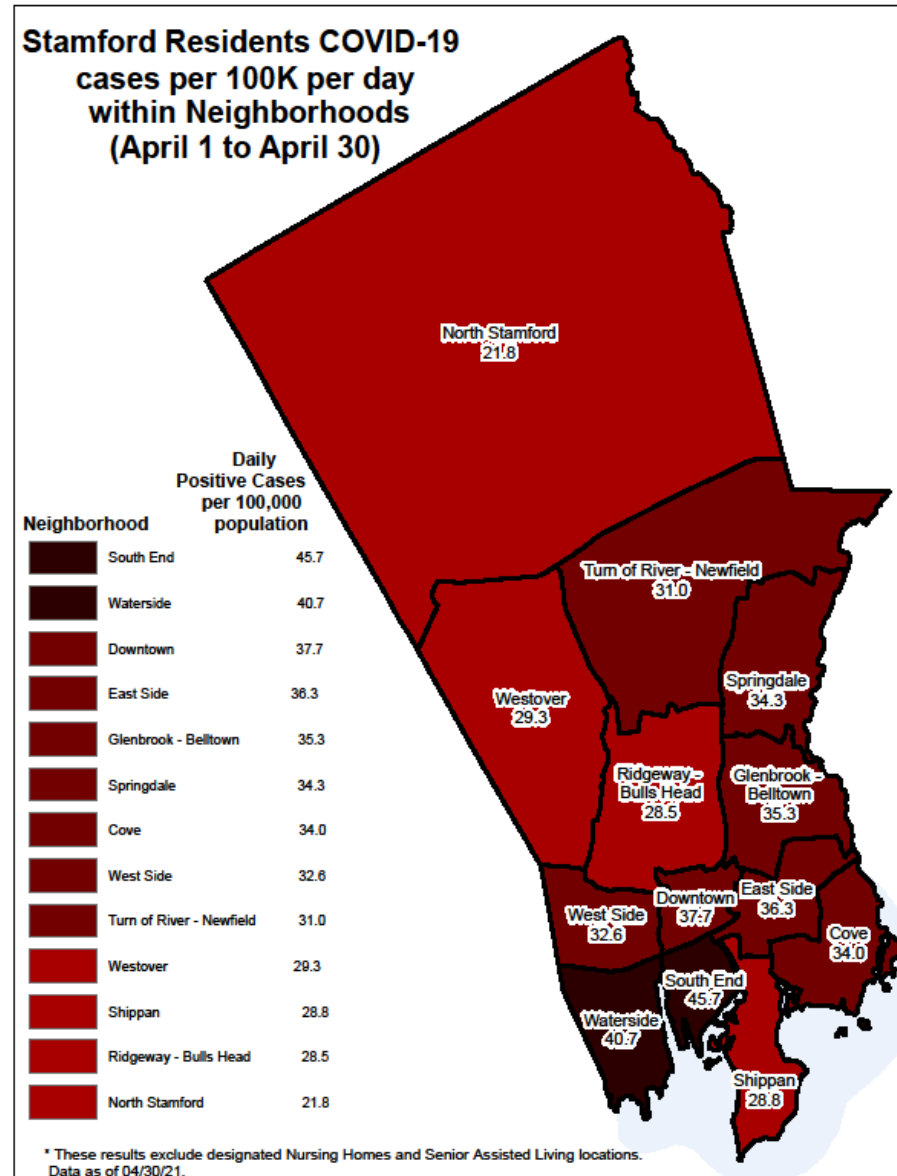 Stamford Residents COVID-19
cases per 100K per day
within Neighborhoods
(April 1 to April 30)
North Stamford
21.8
Turn of River - Newfield
31.0
Springdale
34.3
Westover
29.3
Ridgeway -
Bulls Head
28.5
Glenbrook -
Belltown
35.3
West Side
32.6
Downtown
37.7
East Side
36.3
Cove
34.0
South End
45.7
Waterside
40.7
Shippan
28.8
Daily
Positive Cases
per 100,000
Neighborhood population
South End 45.7
Waterside 40.7
Downtown 37.7
East Side 36.3
Glenbrook - Belltown 35.3
Springdale 34.3
Cove 34.0
West Side 32.6
Turn of River - Newfield 31.0
Westover 29.3
Shippan 28.8
Ridgeway - Bulls Head 28.5
North Stamford 21.8
* These results exclude designated Nursing Homes and Senior Assisted Living locations.
Data as of 04/30/21.